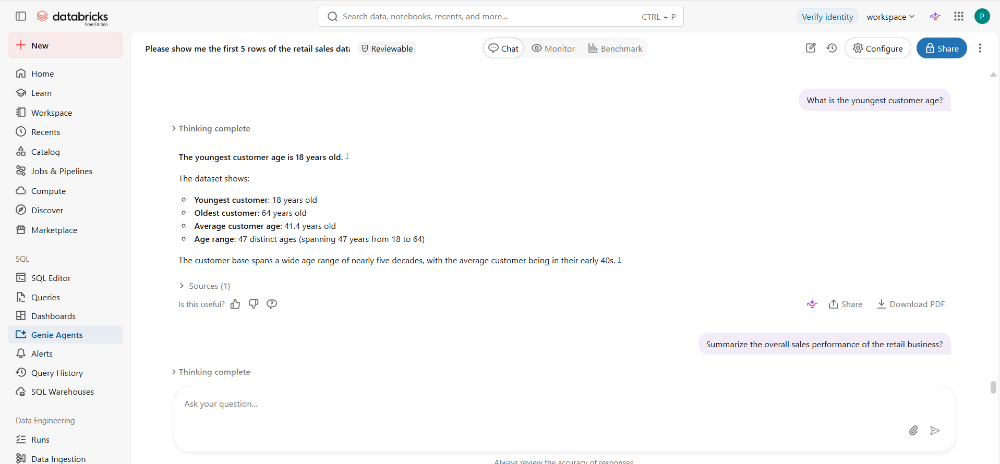 databricks
Free Edition
Search data, notebooks, recents, and more...
CTRL + P
Verify identity
workspace
P
New
Home
Learn
Workspace
Recents
Catalog
Jobs & Pipelines
Compute
Discover
Marketplace
SQL
SQL Editor
Queries
Dashboards
Genie Agents
Alerts
Query History
SQL Warehouses
Data Engineering
Runs
Data Ingestion
Please show me the first 5 rows of the retail sales data
Reviewable
Chat
Monitor
Benchmark
Configure
Share
What is the youngest customer age?
Thinking complete
The youngest customer age is 18 years old. 1
The dataset shows:
Youngest customer: 18 years old
Oldest customer: 64 years old
Average customer age: 41.4 years old
Age range: 47 distinct ages (spanning 47 years from 18 to 64)
The customer base spans a wide age range of nearly five decades, with the average customer being in their early 40s. 1
Sources (1)
Is this useful?
Share
Download PDF
Summarize the overall sales performance of the retail business?
Thinking complete
Ask your question...
Always review the accuracy of responses.